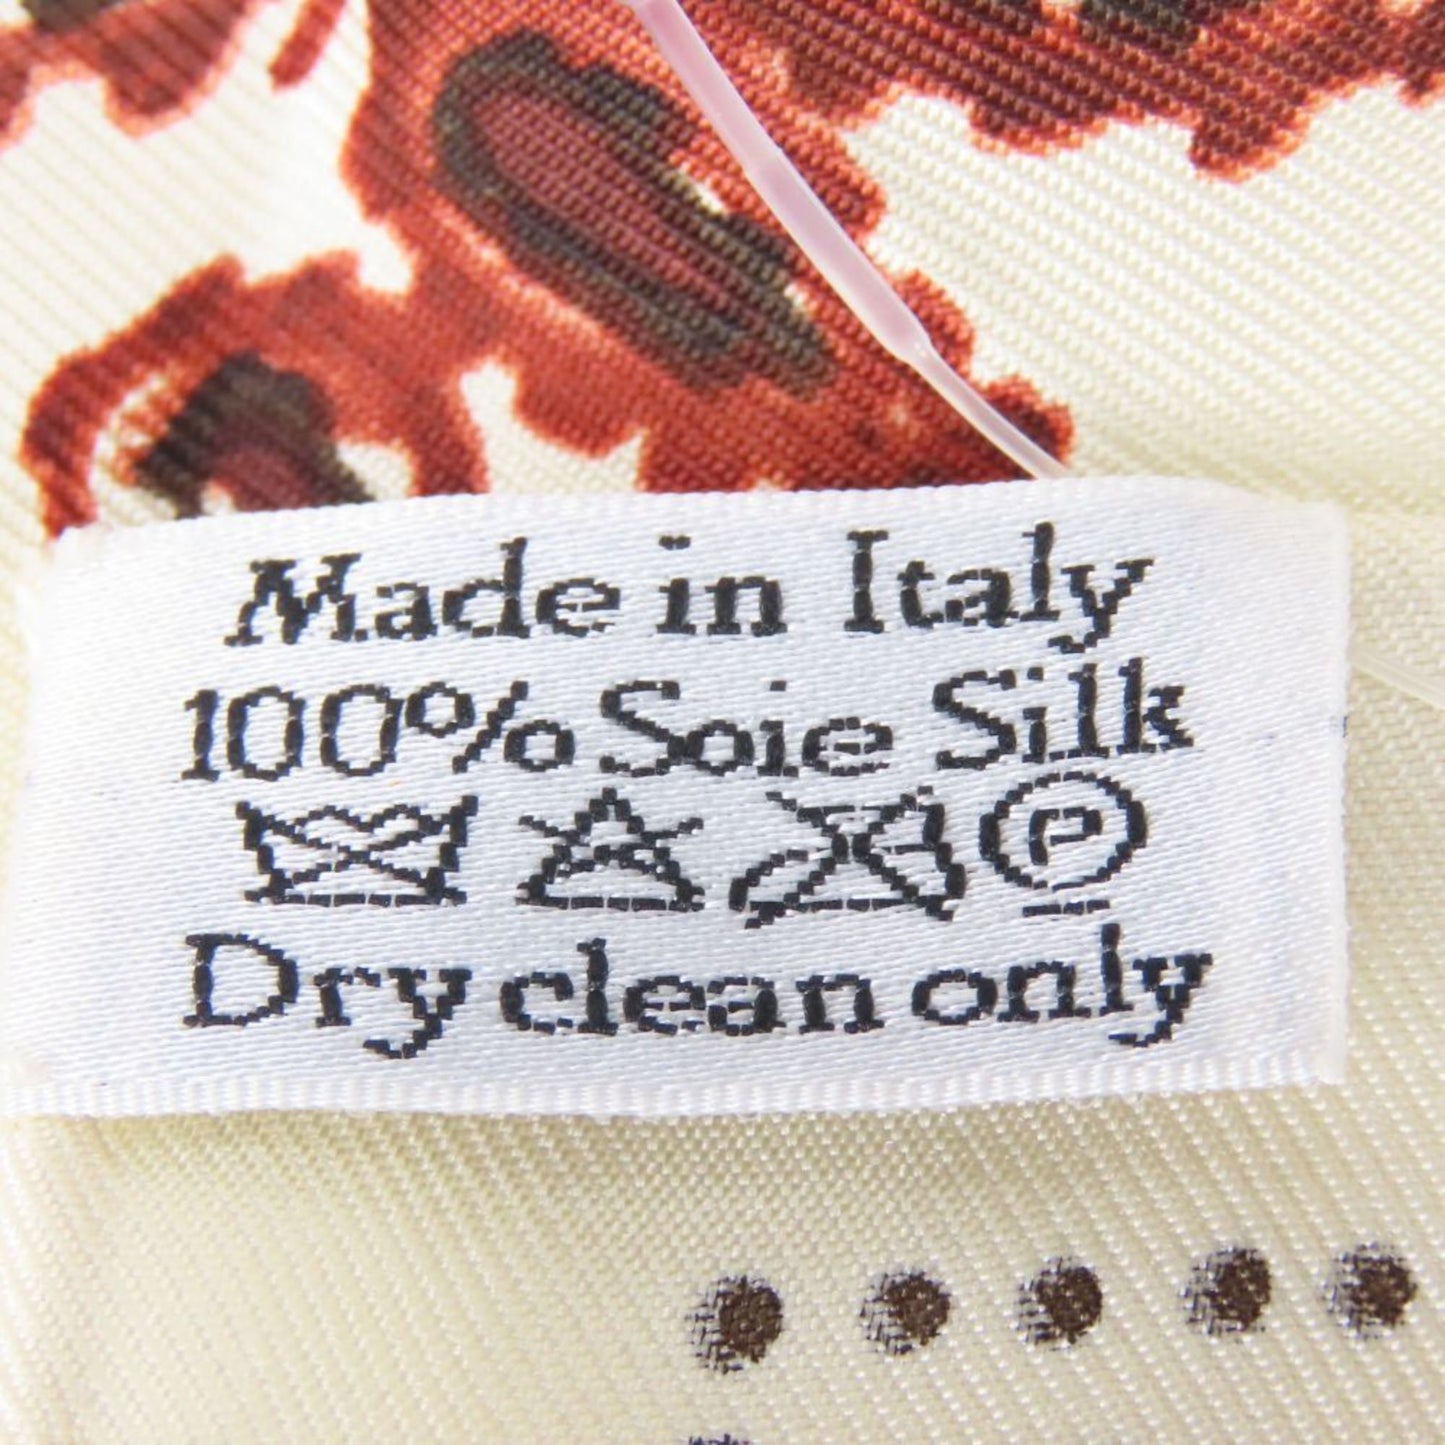 Made in Italy
100% Soie Silk
P
Dry clean only